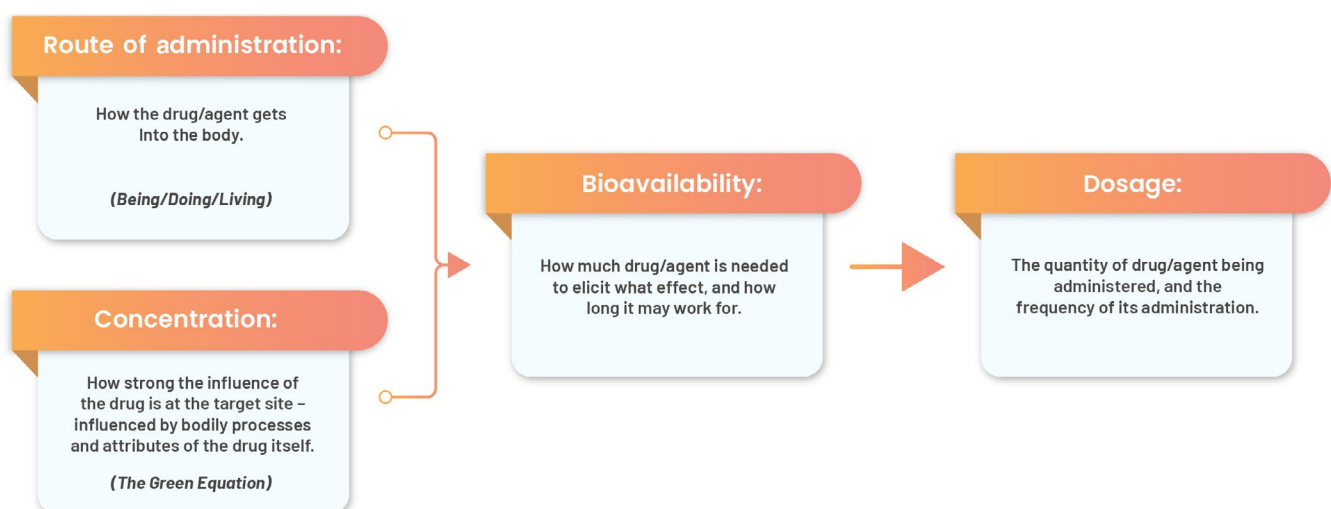 Route of administration:
How the drug/agent gets
Into the body.
(Being/Doing/Living)
Concentration:
How strong the influence of
the drug is at the target site –
influenced by bodily processes
and attributes of the drug itself.
(The Green Equation)
Bioavailability:
How much drug/agent is needed
to elicit what effect, and how
long it may work for.
Dosage:
The quantity of drug/agent being
administered, and the
frequency of its administration.